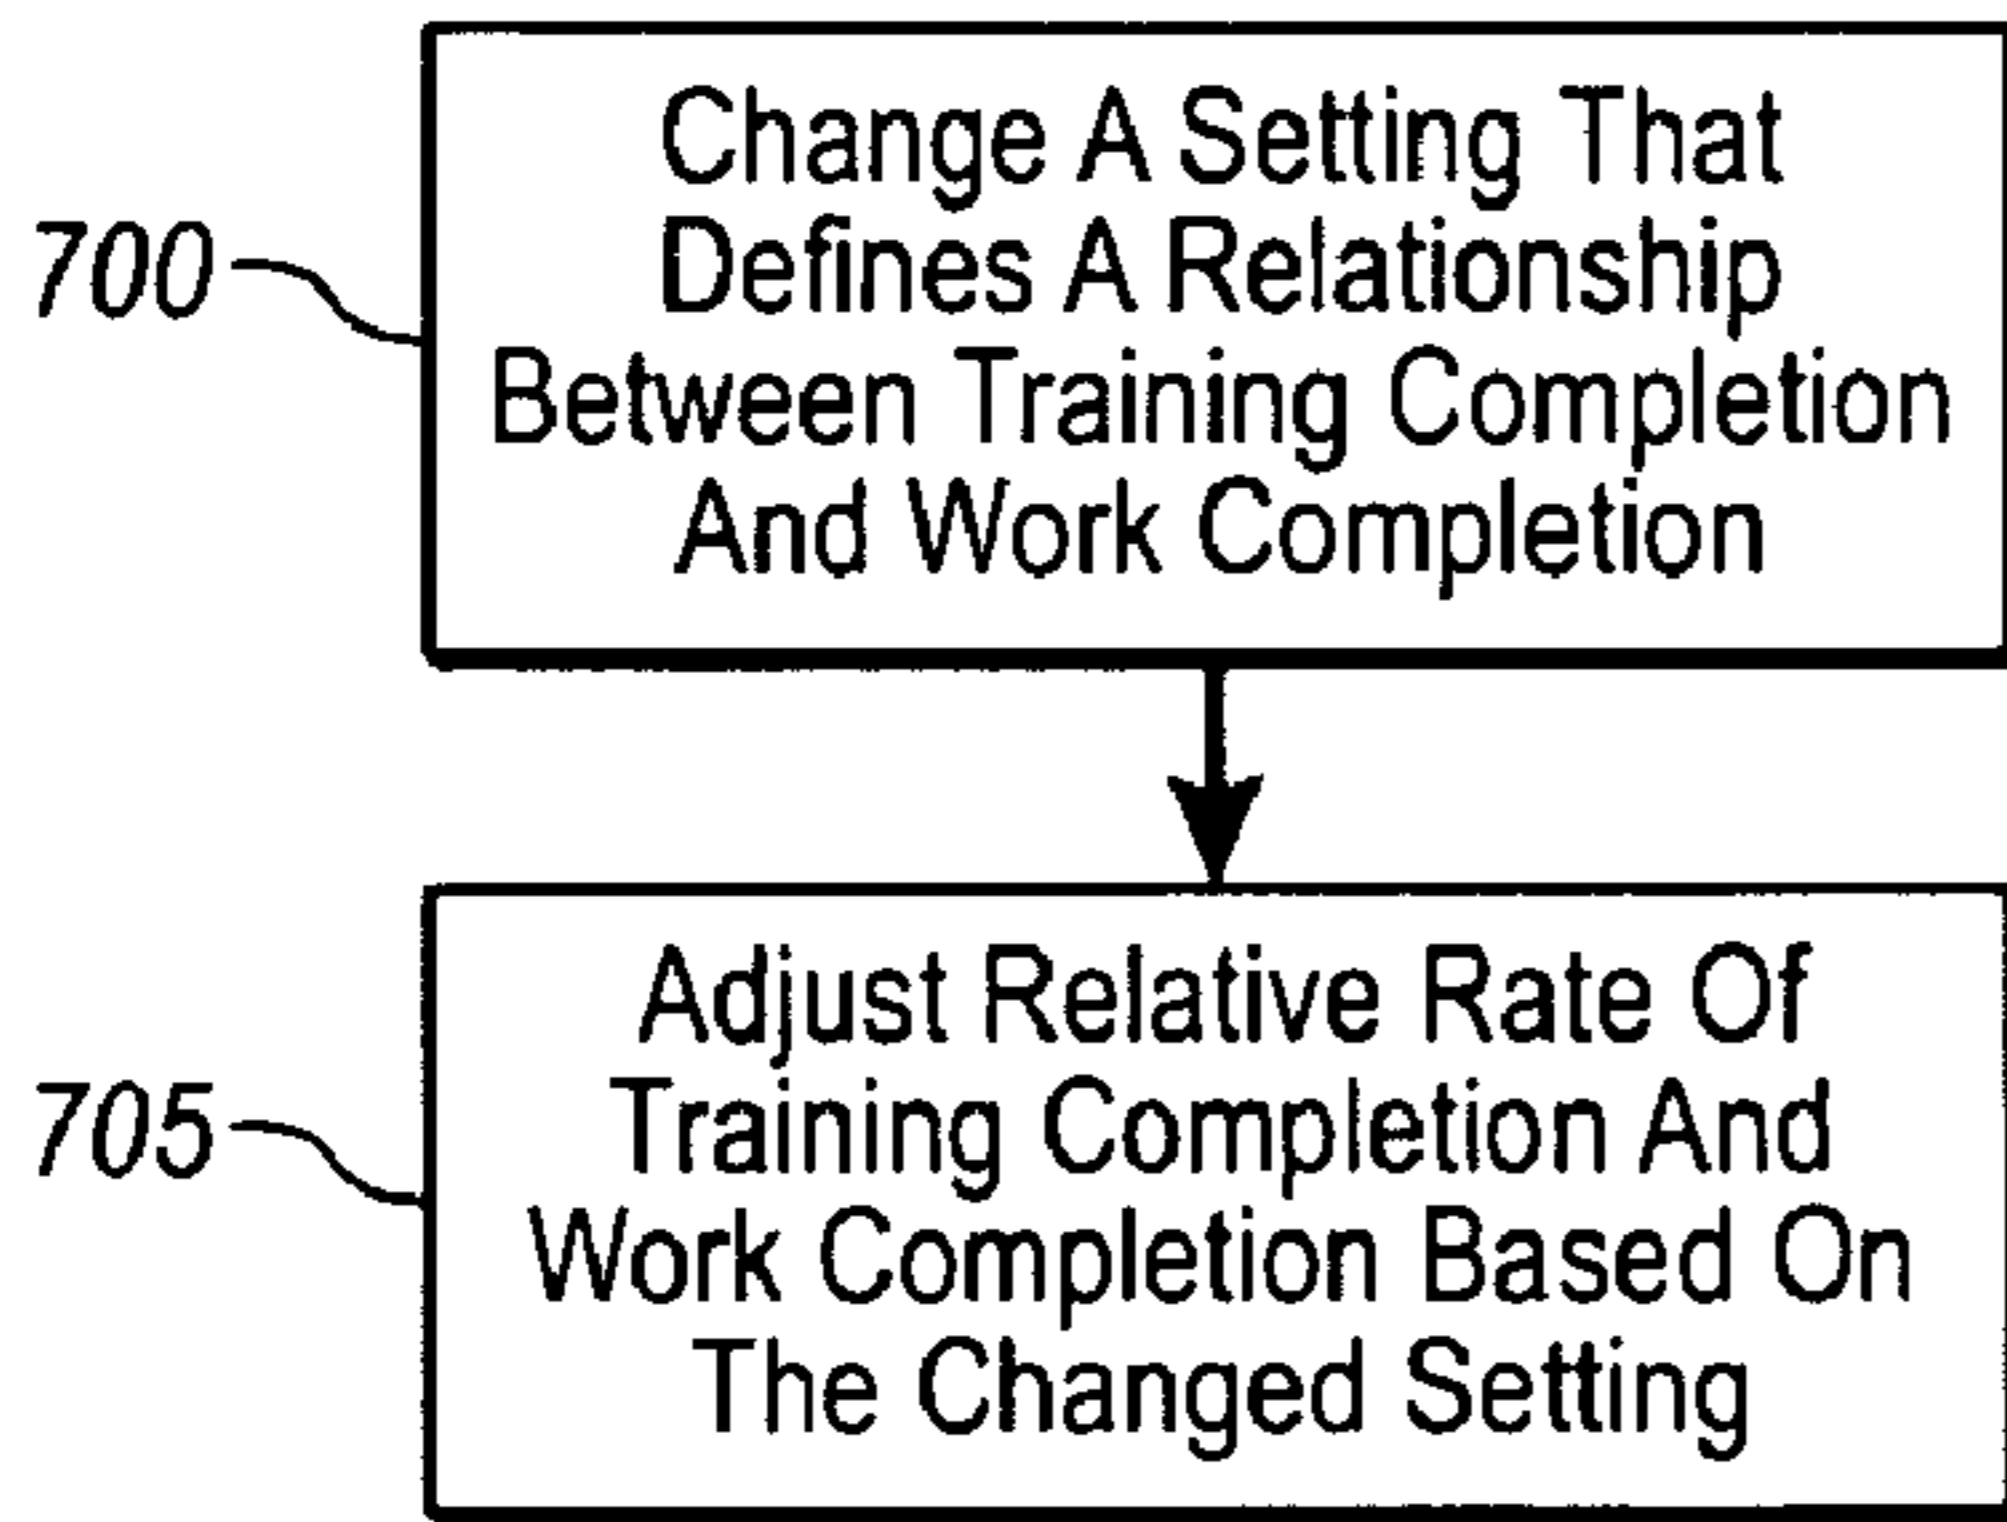 700
Change A Setting That
Defines A Relationship
Between Training Completion
And Work Completion
705
Adjust Relative Rate Of
Training Completion And
Work Completion Based On
The Changed Setting